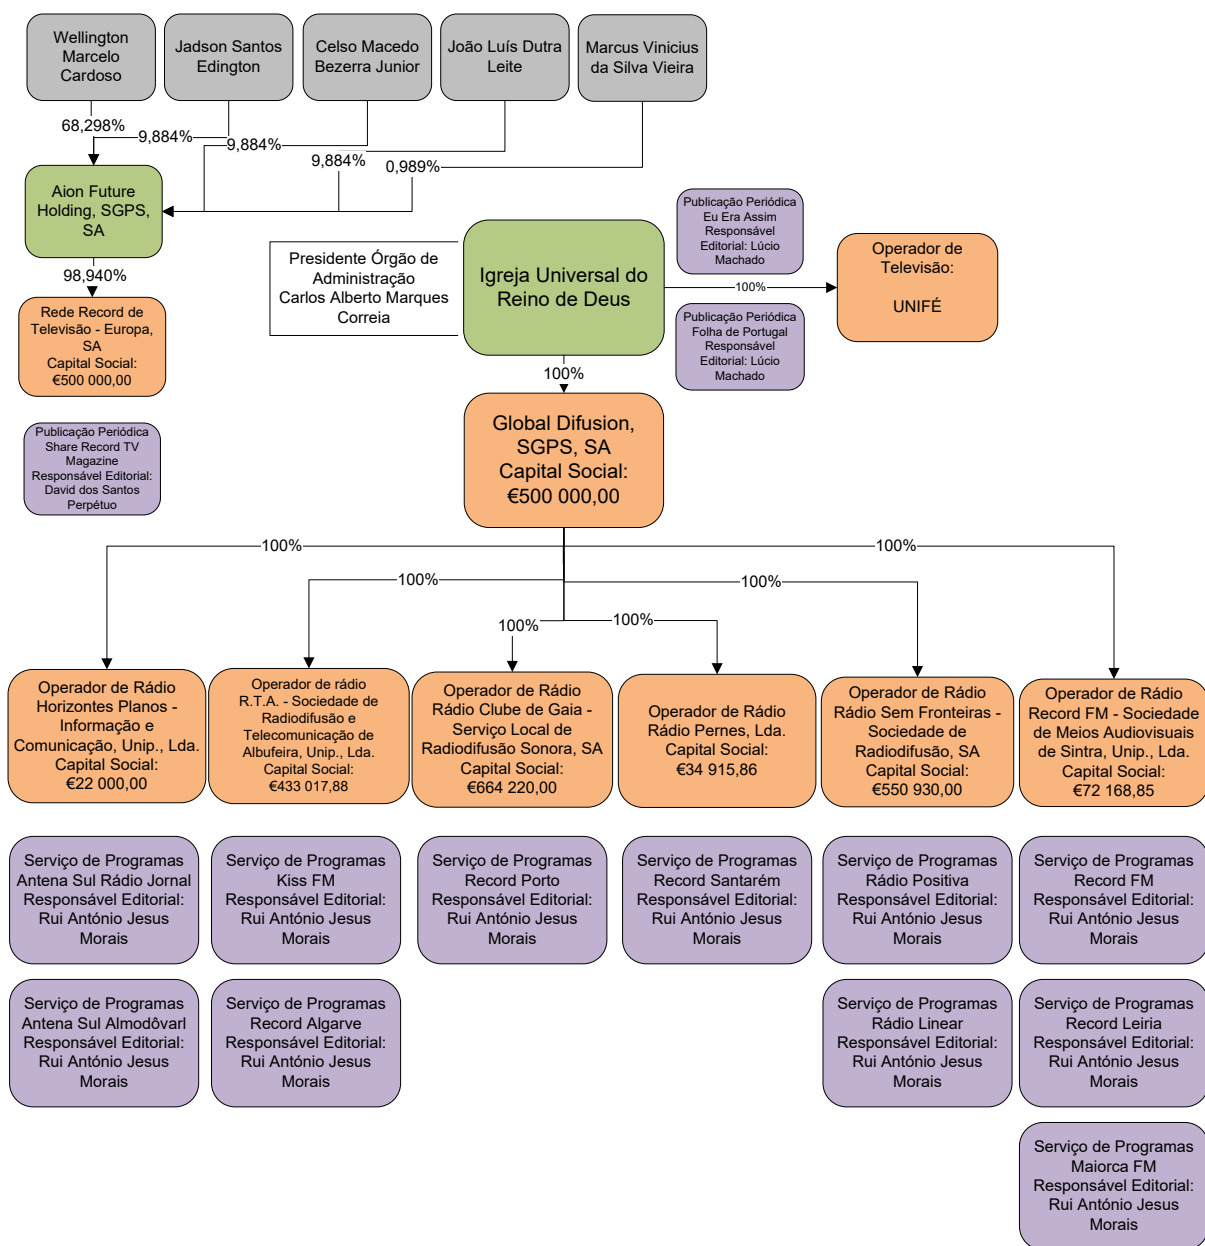 Wellington
Marcelo
Cardoso
Jadson Santos
Edington
Celso Macedo
Bezerra Junior
João Luís Dutra
Leite
Marcus Vinicius
da Silva Vieira
68,298%
9,884%
9,884%
9,884%
0,989%
Aion Future
Holding, SGPS,
SA
98,940%
Rede Record de
Televisão - Europa,
SA
Capital Social:
€500 000,00
Publicação Periódica
Share Record TV
Magazine
Responsável Editorial:
David dos Santos
Perpétuo
Presidente Órgão de
Administração
Carlos Alberto Marques
Correia
Igreja Universal do
Reino de Deus
Publicação Periódica
Eu Era Assim
Responsável
Editorial: Lúcio
Machado
100%
Publicação Periódica
Folha de Portugal
Responsável
Editorial: Lúcio
Machado
Operador de
Televisão:
UNIFÉ
100%
Global Difusion,
SGPS, SA
Capital Social:
€500 000,00
100%
100%
100%
100%
100%
100%
Operador de Rádio
Horizontes Planos -
Informação e
Comunicação, Unip., Lda.
Capital Social:
€22 000,00
Operador de rádio
R.T.A. - Sociedade de
Radiodifusão e
Telecomunicação de
Albufeira, Unip., Lda.
Capital Social:
€433 017,88
Operador de Rádio
Rádio Clube de Gaia -
Serviço Local de
Radiodifusão Sonora, SA
Capital Social:
€664 220,00
Operador de Rádio
Rádio Pernes, Lda.
Capital Social:
€34 915,86
Operador de Rádio
Rádio Sem Fronteiras -
Sociedade de
Radiodifusão, SA
Capital Social:
€550 930,00
Operador de Rádio
Record FM - Sociedade
de Meios Audiovisuais
de Sintra, Unip., Lda.
Capital Social:
€72 168,85
Serviço de Programas
Antena Sul Rádio Jornal
Responsável Editorial:
Rui António Jesus
Morais
Serviço de Programas
Kiss FM
Responsável Editorial:
Rui António Jesus
Morais
Serviço de Programas
Record Porto
Responsável Editorial:
Rui António Jesus
Morais
Serviço de Programas
Record Santarém
Responsável Editorial:
Rui António Jesus
Morais
Serviço de Programas
Rádio Positiva
Responsável Editorial:
Rui António Jesus
Morais
Serviço de Programas
Record FM
Responsável Editorial:
Rui António Jesus
Morais
Serviço de Programas
Antena Sul Almodôvarl
Responsável Editorial:
Rui António Jesus
Morais
Serviço de Programas
Record Algarve
Responsável Editorial:
Rui António Jesus
Morais
Serviço de Programas
Rádio Linear
Responsável Editorial:
Rui António Jesus
Morais
Serviço de Programas
Record Leiria
Responsável Editorial:
Rui António Jesus
Morais
Serviço de Programas
Maiorca FM
Responsável Editorial:
Rui António Jesus
Morais